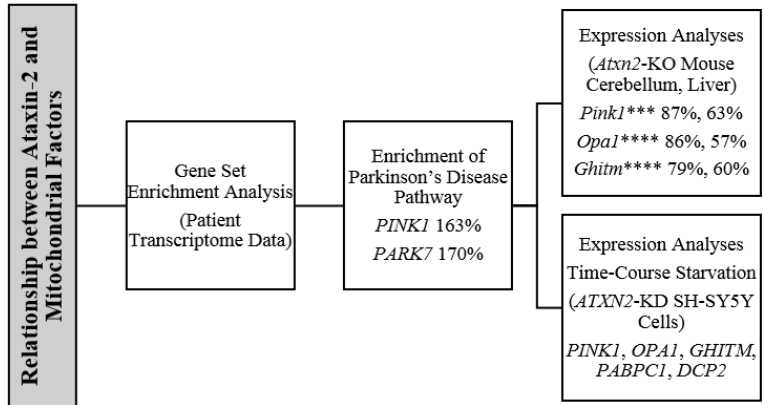 Relationship between Ataxin-2 and
Mitochondrial Factors
Gene Set
Enrichment Analysis
(Patient
Transcriptome Data)
Enrichment of
Parkinson's Disease
Pathway
PINK1 163%
PARK7 170%
Expression Analyses
(Atxn2-KO Mouse
Cerebellum, Liver)
Pink1*** 87%, 63%
Opa1**** 86%, 57%
Ghitm**** 79%, 60%
Expression Analyses
Time-Course Starvation
(ATXN2-KD SH-SY5Y
Cells)
PINK1, OPA1, GHITM,
PABPC1, DCP2